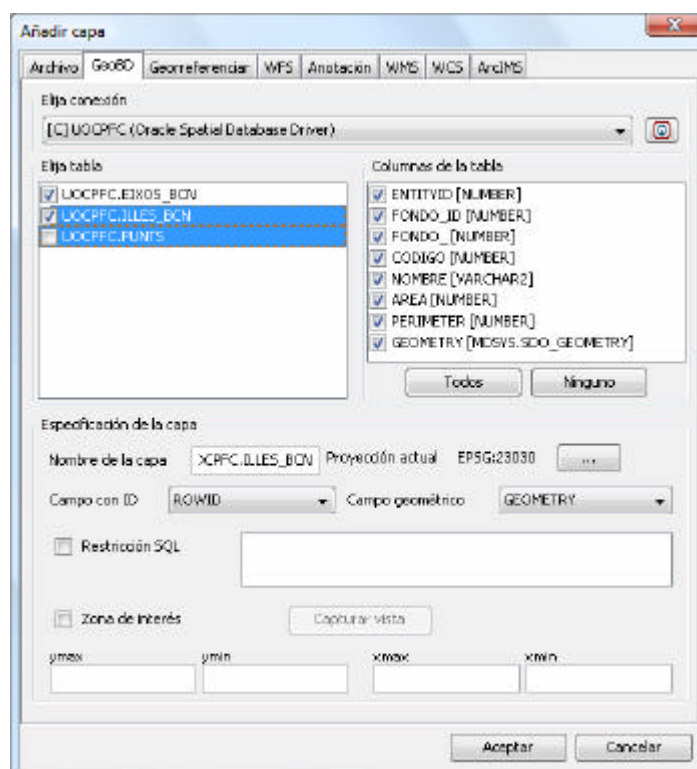 Añadir capa
Archivo GeoBD Georreferenciar WFS Anotación WMS WCS ArcIMS
Elija conexión
[C] UOCPFC (Oracle Spatial Database Driver)
Elija tabla Columnas de la tabla
UOCPFC.EIXOS_BCN
UOCPFC.ILLES_BCN
UOCPFC.PUNTS
ENTITYID [NUMBER]
FONDO_ID [NUMBER]
FONDO_ [NUMBER]
CODIGO [NUMBER]
NOMBRE [VARCHAR2]
AREA [NUMBER]
PERIMETER [NUMBER]
GEOMETRY [MDSYS.SDO_GEOMETRY]
Todos Ninguno
Especificación de la capa
Nombre de la capa XCPFC.ILLES_BCN Proyección actual EPSG:23030 ...
Campo con ID ROWID Campo geométrico GEOMETRY
Restricción SQL
Zona de interés Capturar vista
ymax ymin xmax xmin
Aceptar Cancelar